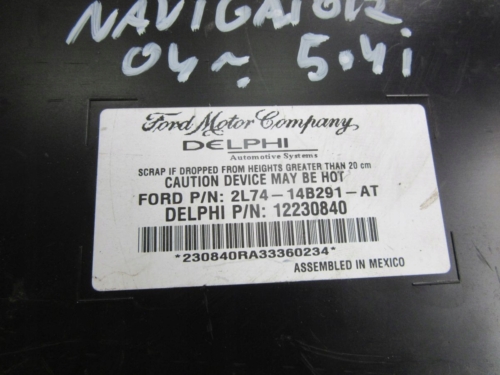 NAVIGATOR
04~ 5.4i
Ford Motor Company
DELPHI
Automotive Systems
SCRAP IF DROPPED FROM HEIGHTS GREATER THAN 20 cm
CAUTION DEVICE MAY BE HOT
FORD P/N: 2L74-14B291-AT
DELPHI P/N: 12230840
*230840RA33360234*
ASSEMBLED IN MEXICO